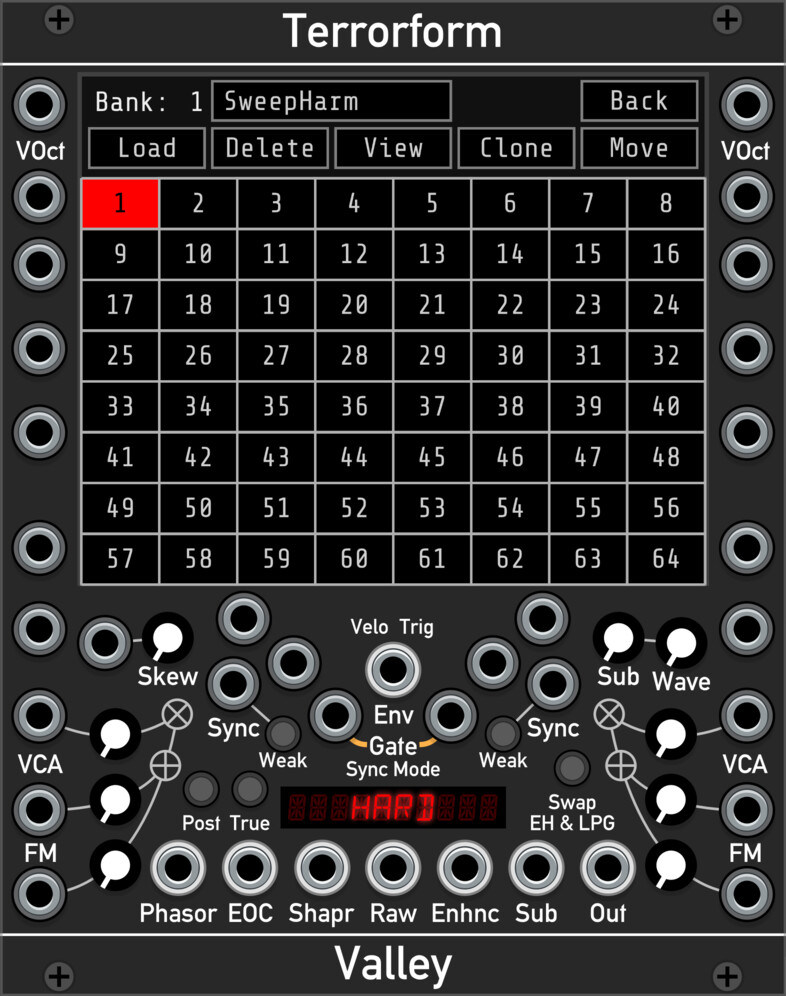 Terrorform
Bank: 1 SweepHarm Back
Load Delete View Clone Move
VOct VOct
1 2 3 4 5 6 7 8
9 10 11 12 13 14 15 16
17 18 19 20 21 22 23 24
25 26 27 28 29 30 31 32
33 34 35 36 37 38 39 40
41 42 43 44 45 46 47 48
49 50 51 52 53 54 55 56
57 58 59 60 61 62 63 64
Velo Trig
Skew Sub Wave
Sync Env Sync
Gate
Weak Weak
VCA Sync Mode VCA
HARD
Swap
Post True EH & LPG
FM FM
Phasor EOC Shapr Raw Enhnc Sub Out
Valley